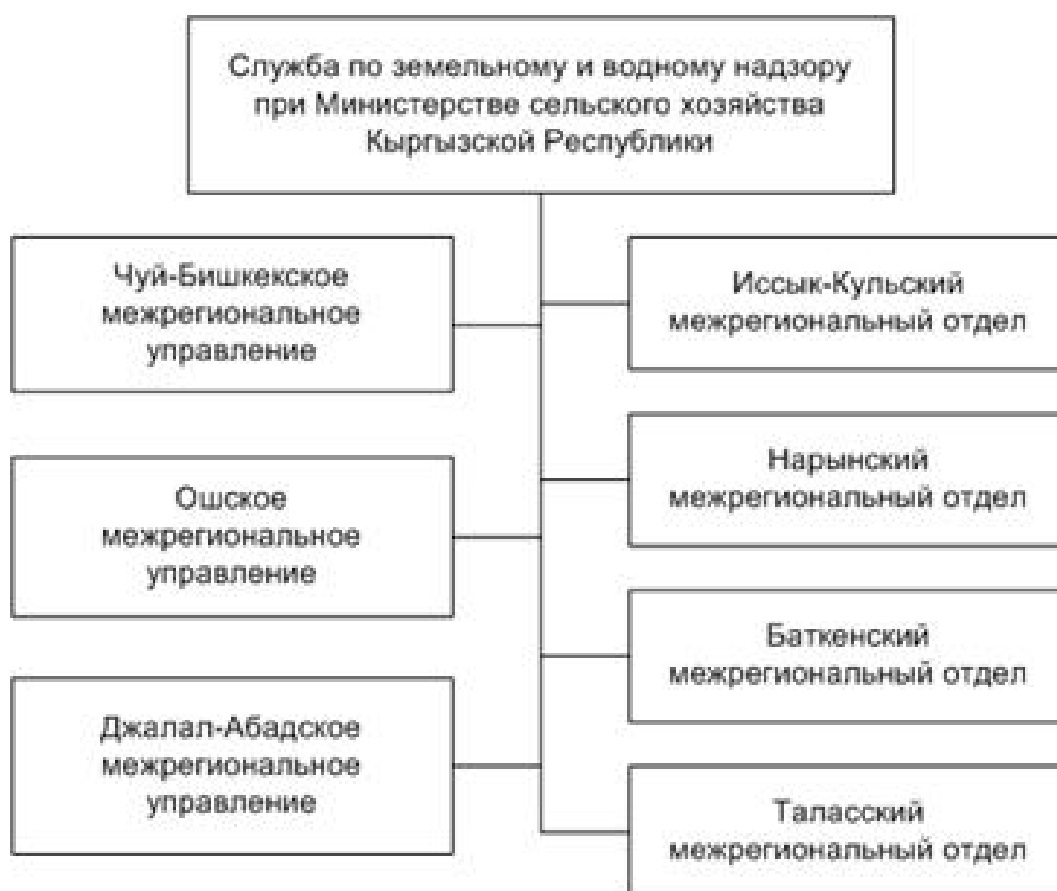 Служба по земельному и водному надзору
при Министерстве сельского хозяйства
Кыргызской Республики
Чуй-Бишкекское
межрегиональное
управление
Иссык-Кульский
межрегиональный отдел
Ошское
межрегиональное
управление
Нарынский
межрегиональный отдел
Баткенский
межрегиональный отдел
Джалал-Абадское
межрегиональное
управление
Таласский
межрегиональный отдел